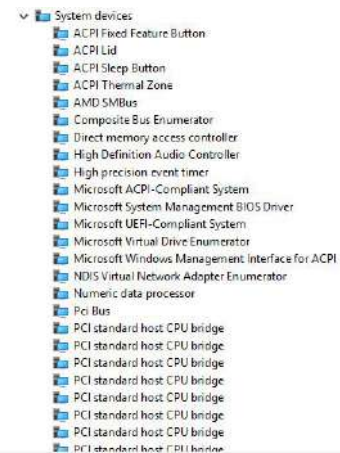 System devices
ACPI Fixed Feature Button
ACPI Lid
ACPI Sleep Button
ACPI Thermal Zone
AMD SMBus
Composite Bus Enumerator
Direct memory access controller
High Definition Audio Controller
High precision event timer
Microsoft ACPI-Compliant System
Microsoft System Management BIOS Driver
Microsoft UEFI-Compliant System
Microsoft Virtual Drive Enumerator
Microsoft Windows Management Interface for ACPI
NDIS Virtual Network Adapter Enumerator
Numeric data processor
Pci Bus
PCI standard host CPU bridge
PCI standard host CPU bridge
PCI standard host CPU bridge
PCI standard host CPU bridge
PCI standard host CPU bridge
PCI standard host CPU bridge
PCI standard host CPU bridge
PCI standard host CPU bridge